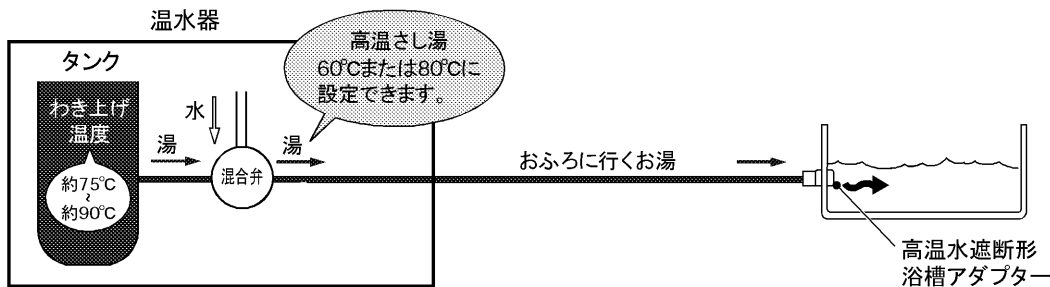 温水器
タンク
わき上げ
温度
約75℃
~
約90℃
湯
水
混合弁
湯
高温さし湯
60℃または80℃に
設定できます。
おふろに行くお湯
高温水遮断形
浴槽アダプター